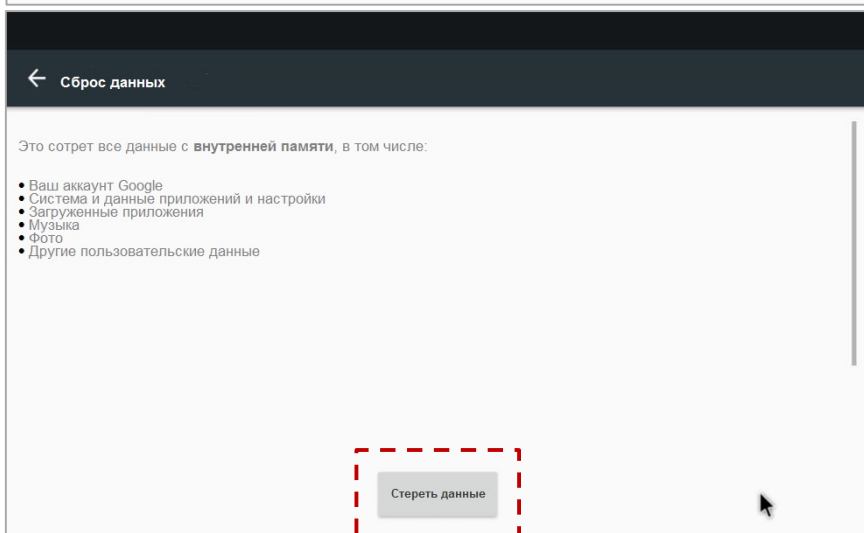 Сброс данных
Это сотрет все данные с внутренней памяти, в том числе:
• Ваш аккаунт Google
• Система и данные приложений и настройки
• Загруженные приложения
• Музыка
• Фото
• Другие пользовательские данные
Стереть данные